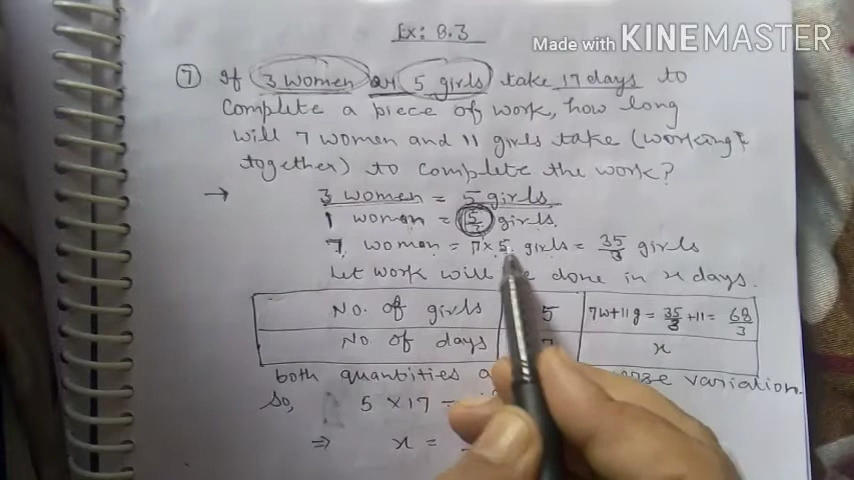 Ex: 8.3
Made with KINEMASTER
⑦ If 3 women or 5 girls take 17 days to
complete a piece of work, how long
will 7 women and 11 girls take (working
together) to complete the work?
→ 3 women = 5 girls
1 women = 5/3 girls.
7 women = 7 × 5 girls = 35/3 girls
Let work will be done in x days.
No. of girls 5 7w+11g = 35/3 +11 = 68/3
No. of days x
both quantities variation.
So, 5 × 17 =
⇒ x =